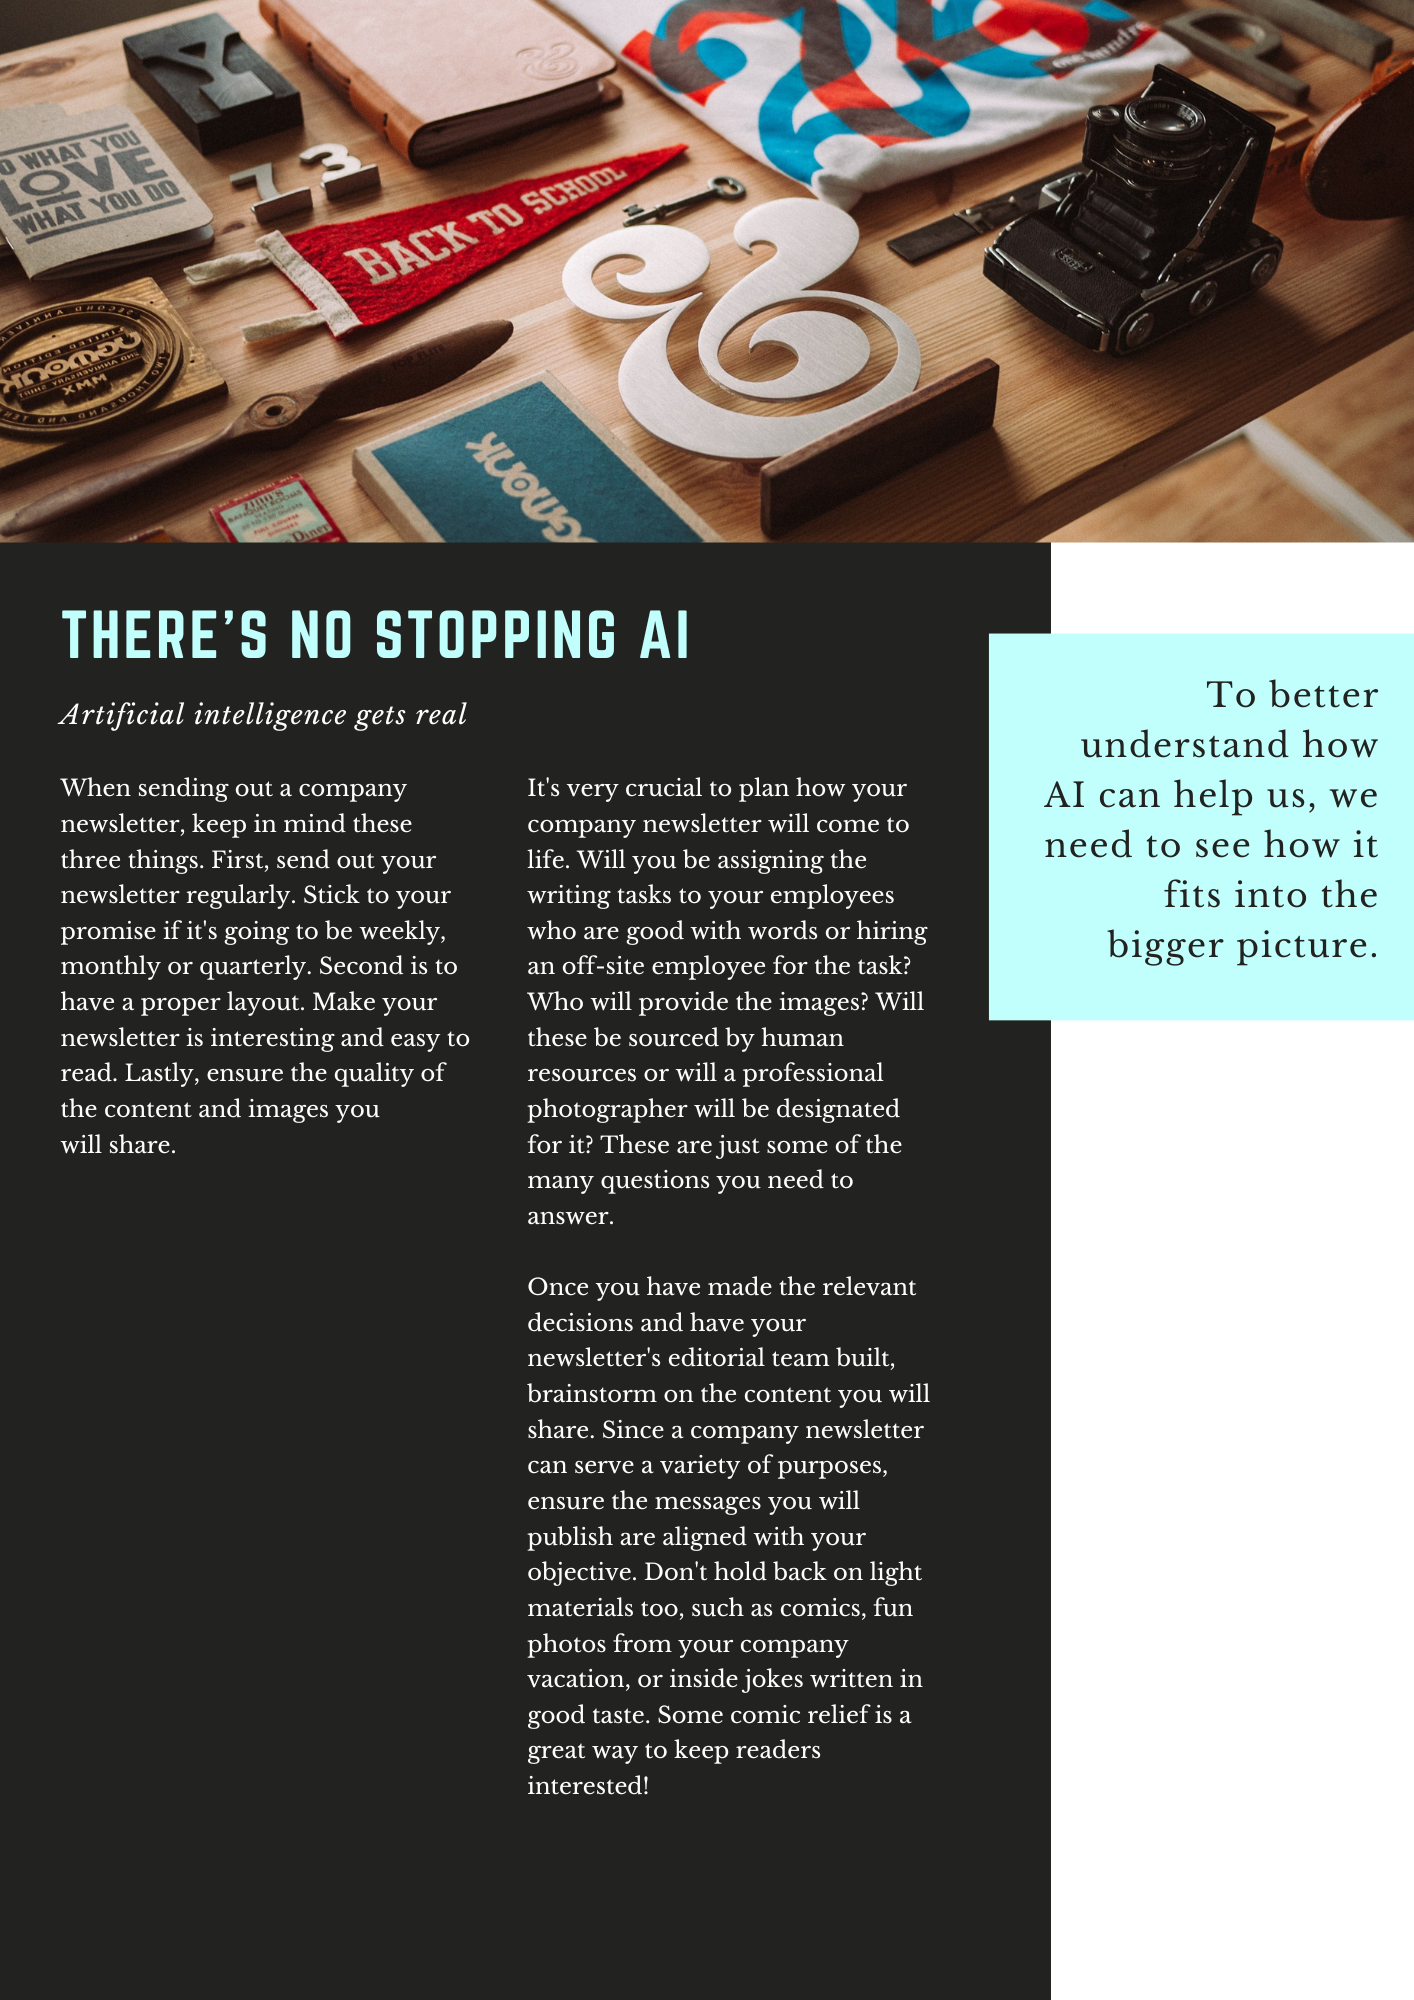 Y
O WHAT YOU
LOVE
WHAT YOU DO
73
BACK TO SCHOOL
&
&
MMX
UGMONK
Diner
THERE'S NO STOPPING AI
Artificial intelligence gets real
When sending out a company
newsletter, keep in mind these
three things. First, send out your
newsletter regularly. Stick to your
promise if it's going to be weekly,
monthly or quarterly. Second is to
have a proper layout. Make your
newsletter is interesting and easy to
read. Lastly, ensure the quality of
the content and images you
will share.
It's very crucial to plan how your
company newsletter will come to
life. Will you be assigning the
writing tasks to your employees
who are good with words or hiring
an off-site employee for the task?
Who will provide the images? Will
these be sourced by human
resources or will a professional
photographer will be designated
for it? These are just some of the
many questions you need to
answer.
Once you have made the relevant
decisions and have your
newsletter's editorial team built,
brainstorm on the content you will
share. Since a company newsletter
can serve a variety of purposes,
ensure the messages you will
publish are aligned with your
objective. Don't hold back on light
materials too, such as comics, fun
photos from your company
vacation, or inside jokes written in
good taste. Some comic relief is a
great way to keep readers
interested!
To better
understand how
AI can help us, we
need to see how it
fits into the
bigger picture.